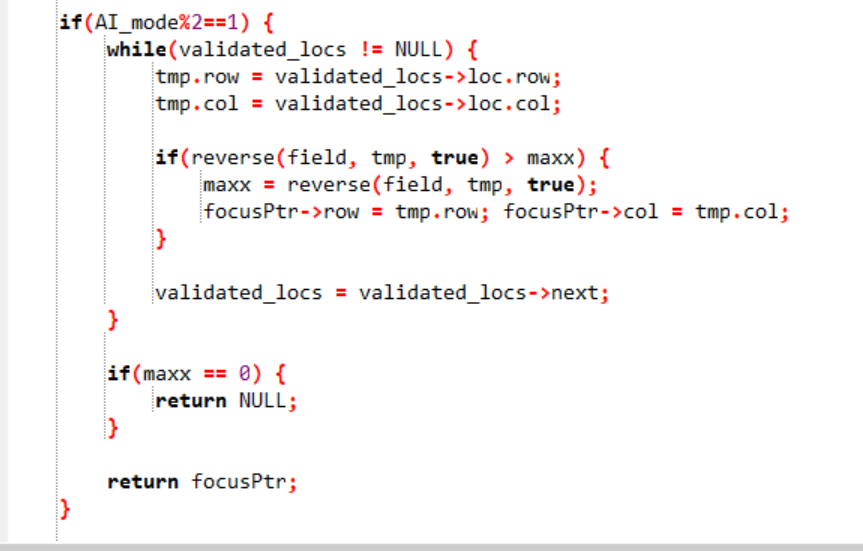 if(AI_mode%2==1) {
while(validated_locs != NULL) {
tmp.row = validated_locs->loc.row;
tmp.col = validated_locs->loc.col;
if(reverse(field, tmp, true) > maxx) {
maxx = reverse(field, tmp, true);
focusPtr->row = tmp.row; focusPtr->col = tmp.col;
}
validated_locs = validated_locs->next;
}
if(maxx == 0) {
return NULL;
}
return focusPtr;
}